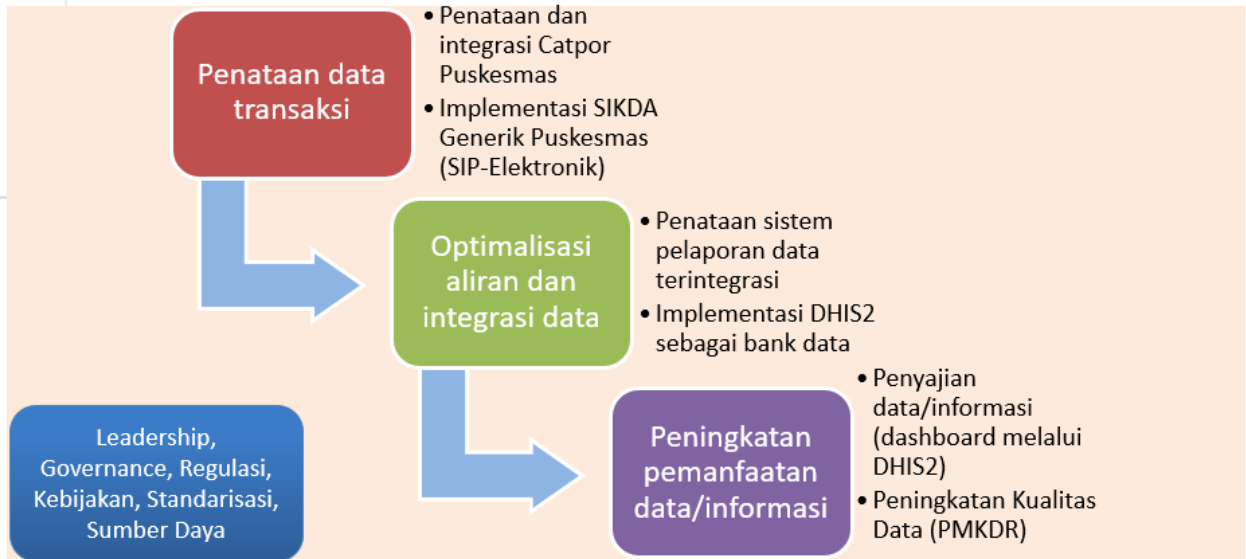 Penataan data
transaksi
• Penataan dan
integrasi Catpor
Puskesmas
• Implementasi SIKDA
Generik Puskesmas
(SIP-Elektronik)
Optimalisasi
aliran dan
integrasi data
• Penataan sistem
pelaporan data
terintegrasi
• Implementasi DHIS2
sebagai bank data
Peningkatan
pemanfaatan
data/informasi
• Penyajian
data/informasi
(dashboard melalui
DHIS2)
• Peningkatan Kualitas
Data (PMKDR)
Leadership,
Governance, Regulasi,
Kebijakan, Standarisasi,
Sumber Daya